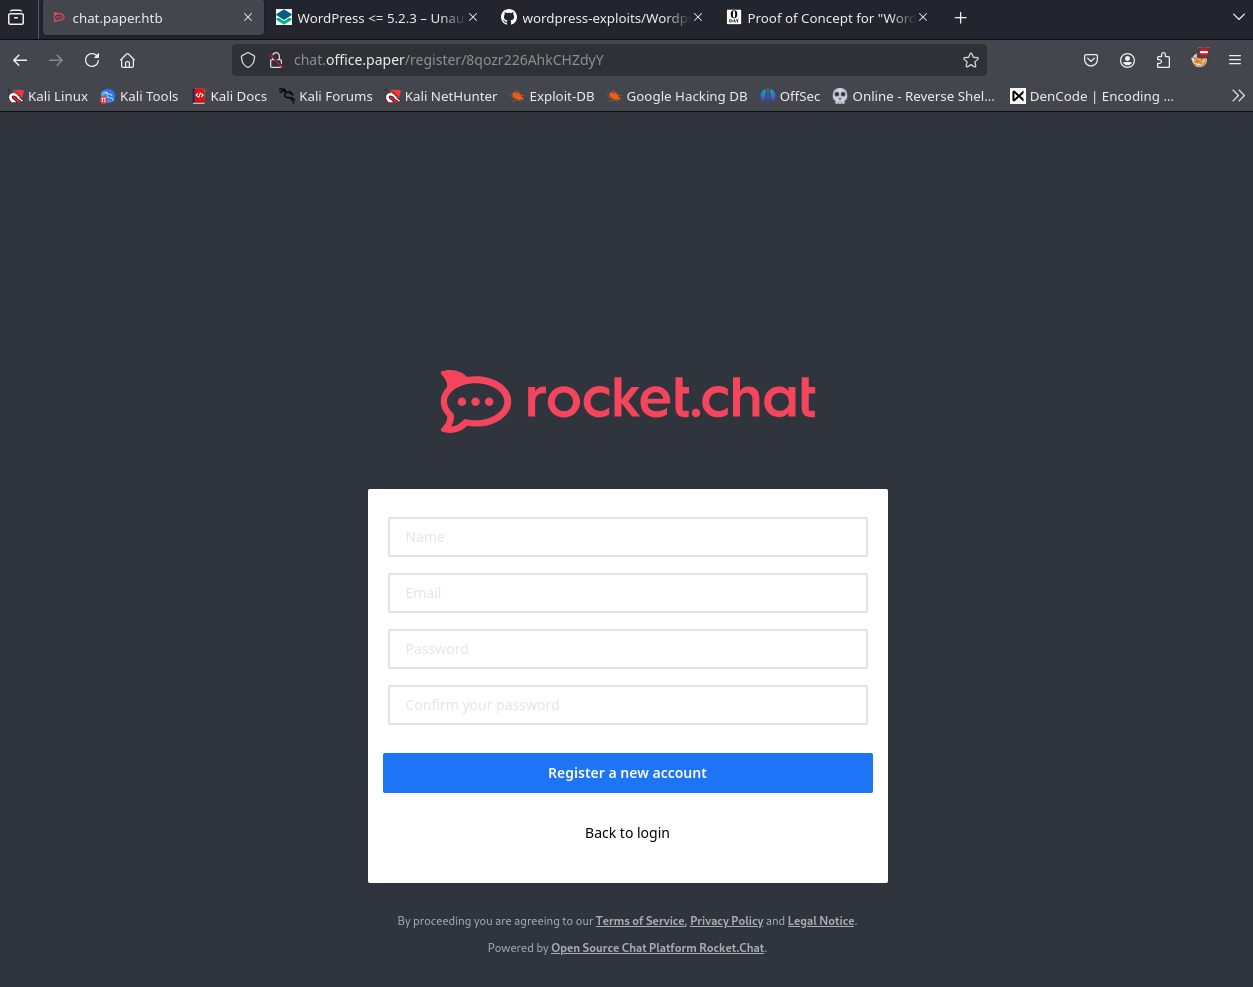 chat.paper.htb
WordPress <= 5.2.3 – Unau
wordpress-exploits/Wordp
Proof of Concept for "Word
chat.office.paper/register/8qozr226AhkCHZdyY
Kali Linux Kali Tools Kali Docs Kali Forums Kali NetHunter Exploit-DB Google Hacking DB OffSec Online - Reverse Shel... DenCode | Encoding ...
rocket.chat
Name
Email
Password
Confirm your password
Register a new account
Back to login
By proceeding you are agreeing to our Terms of Service, Privacy Policy and Legal Notice.
Powered by Open Source Chat Platform Rocket.Chat.